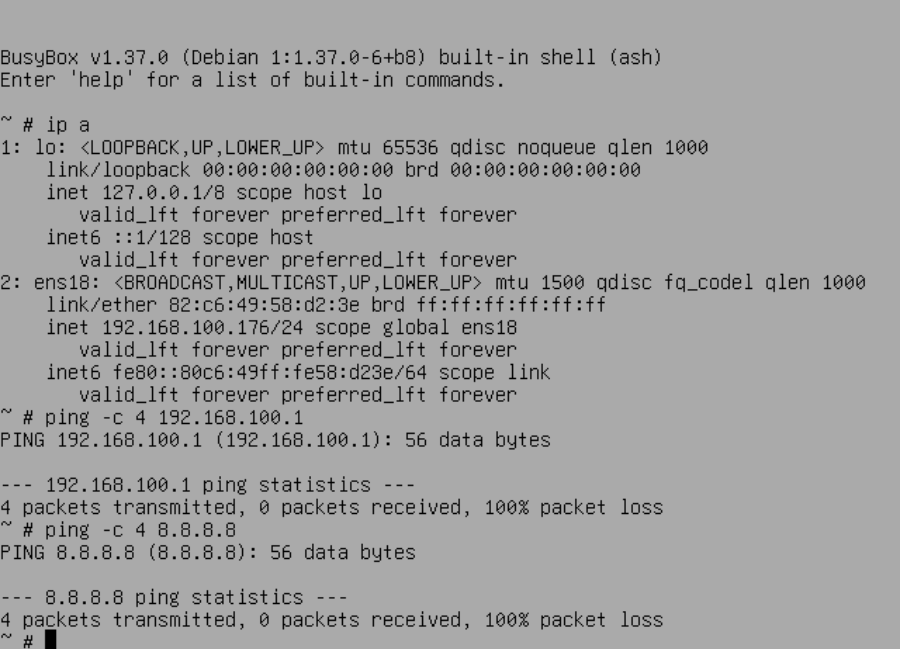 BusyBox v1.37.0 (Debian 1:1.37.0-6+b8) built-in shell (ash)
Enter 'help' for a list of built-in commands.

~ # ip a
1: lo: <LOOPBACK,UP,LOWER_UP> mtu 65536 qdisc noqueue qlen 1000
    link/loopback 00:00:00:00:00:00 brd 00:00:00:00:00:00
    inet 127.0.0.1/8 scope host lo
       valid_lft forever preferred_lft forever
    inet6 ::1/128 scope host
       valid_lft forever preferred_lft forever
2: ens18: <BROADCAST,MULTICAST,UP,LOWER_UP> mtu 1500 qdisc fq_codel qlen 1000
    link/ether 82:c6:49:58:d2:3e brd ff:ff:ff:ff:ff:ff
    inet 192.168.100.176/24 scope global ens18
       valid_lft forever preferred_lft forever
    inet6 fe80::80c6:49ff:fe58:d23e/64 scope link
       valid_lft forever preferred_lft forever
~ # ping -c 4 192.168.100.1
PING 192.168.100.1 (192.168.100.1): 56 data bytes

--- 192.168.100.1 ping statistics ---
4 packets transmitted, 0 packets received, 100% packet loss
~ # ping -c 4 8.8.8.8
PING 8.8.8.8 (8.8.8.8): 56 data bytes

--- 8.8.8.8 ping statistics ---
4 packets transmitted, 0 packets received, 100% packet loss
~ #